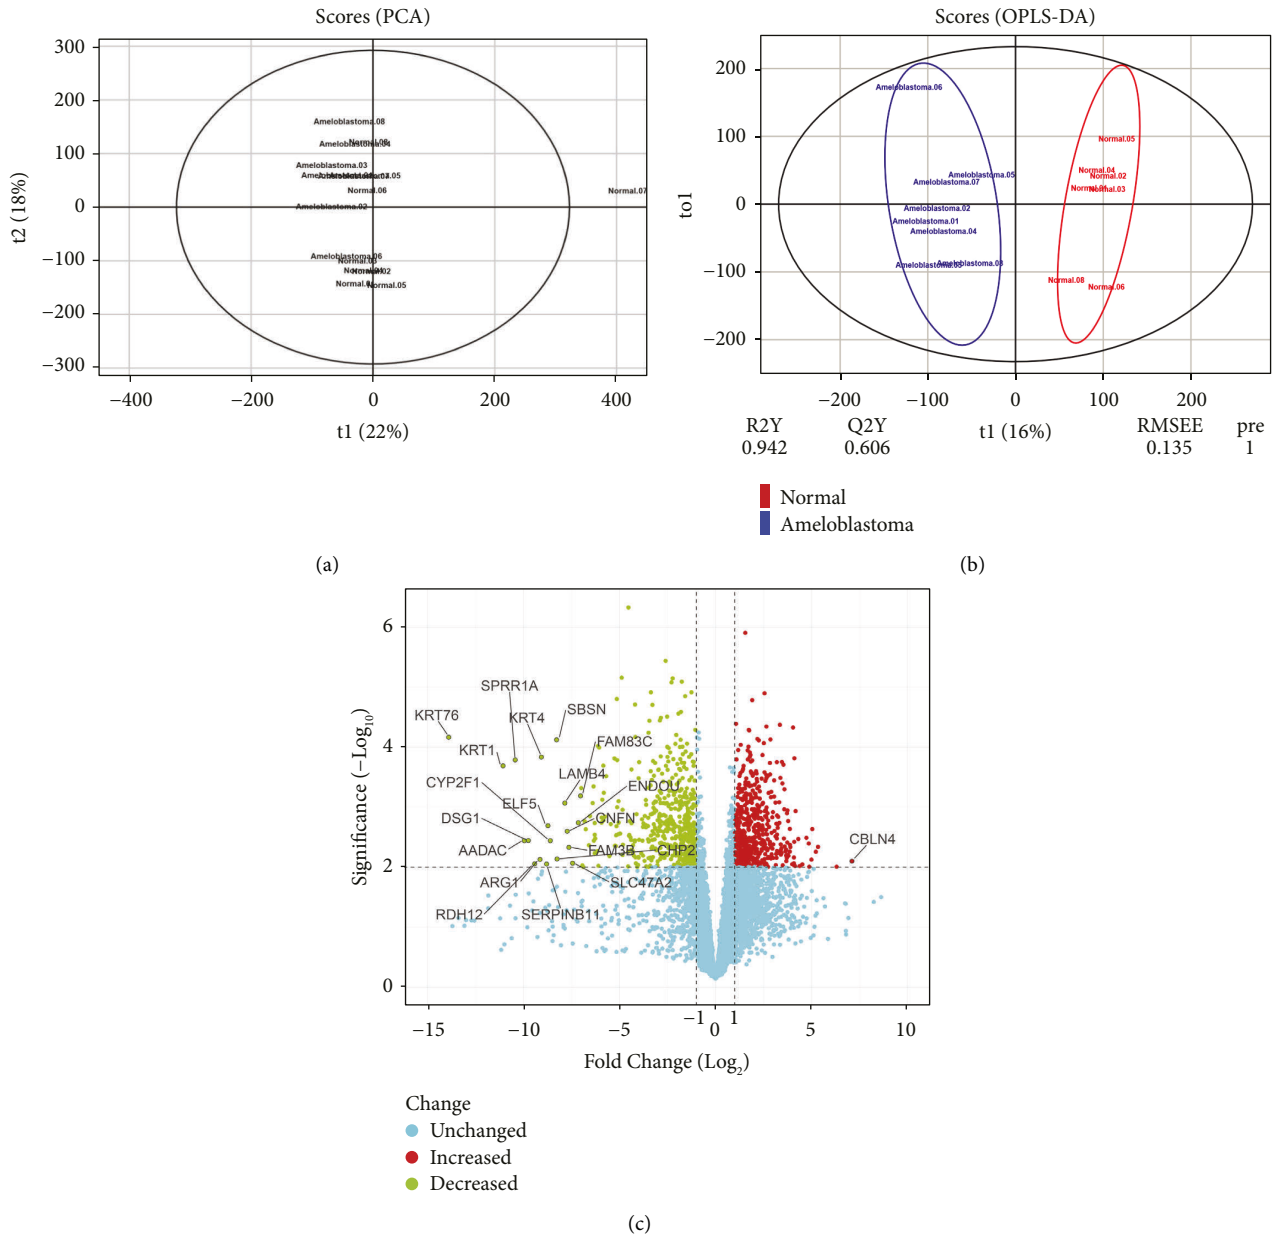 Scores (PCA)
300
200
100
0
−100
−200
−300
t2 (18%)
Ameloblastoma.08
Ameloblastoma.03
Normal.06
Normal.07
Ameloblastoma.02
Ameloblastoma.06
Normal.03
Normal.02
Normal.05
−400 −200 0 200 400
t1 (22%)
(a)
Scores (OPLS-DA)
200
100
0
−100
−200
to1
Ameloblastoma.06
Ameloblastoma.05
Ameloblastoma.07
Ameloblastoma.02
Ameloblastoma.01
Ameloblastoma.04
Normal.05
Normal.04
Normal.02
Normal.03
Normal.08
Normal.06
−200 −100 0 100 200
R2Y Q2Y t1 (16%) RMSEE pre
0.942 0.606 0.135 1
Normal
Ameloblastoma
(b)
6
4
2
0
Significance (−Log10)
SPRR1A
KRT76
KRT4
SBSN
KRT1
FAM83C
CYP2F1
LAMB4
ENDOU
ELF5
DSG1
CNFN
AADAC
FAM3B
CHP2
CBLN4
ARG1
SLC47A2
RDH12
SERPINB11
−15 −10 −5 −1 0 1 5 10
Fold Change (Log2)
Change
Unchanged
Increased
Decreased
(c)